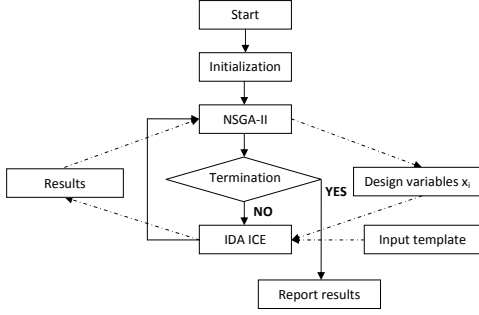 Start
Initialization
NSGA-II
Termination
Results
YES
Design variables xᵢ
NO
IDA ICE
Input template
Report results